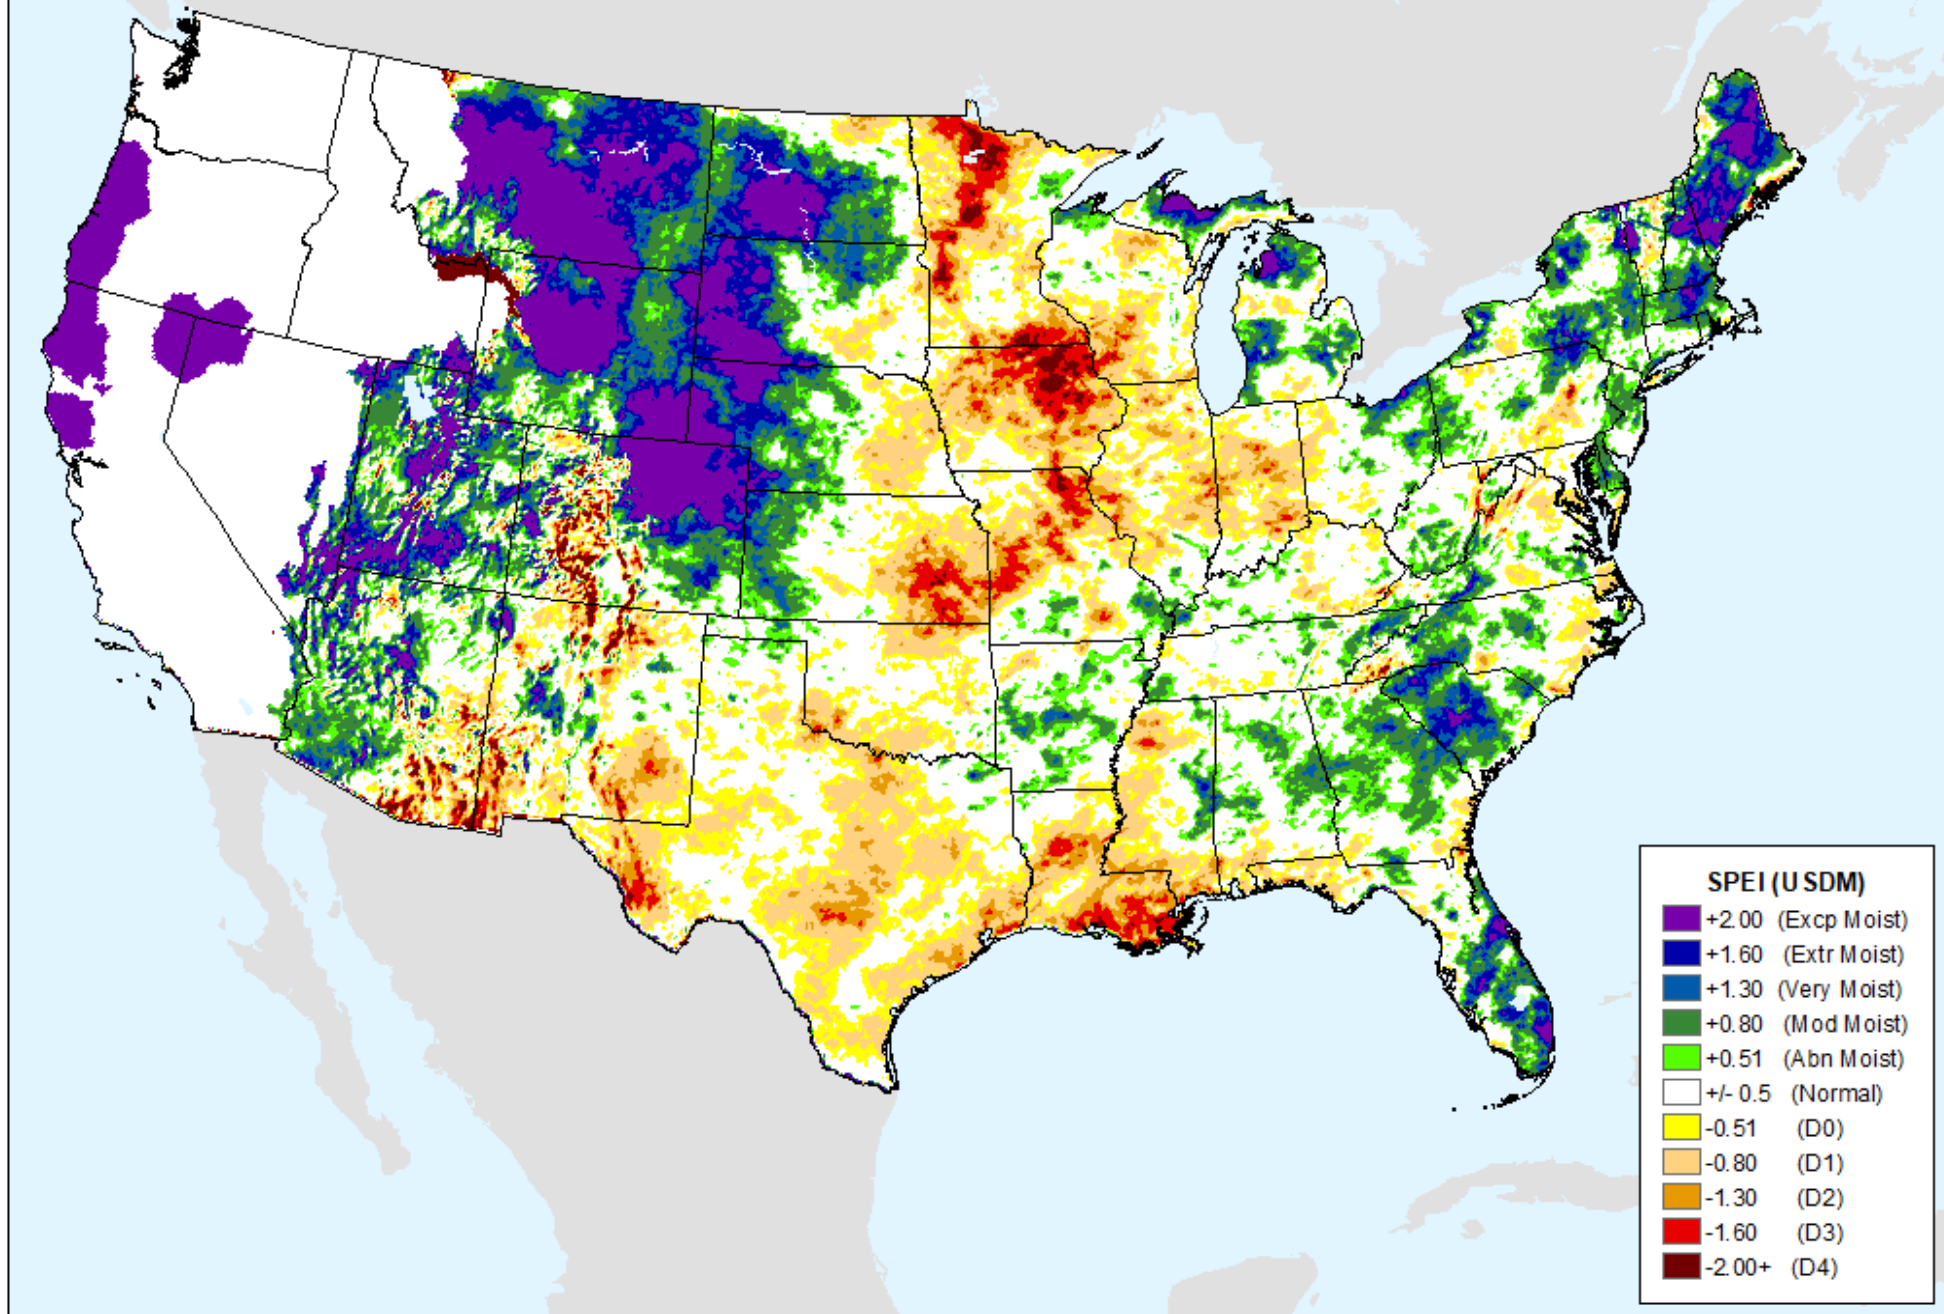 SPEI (USDM)
+2.00 (Excp Moist)
+1.60 (Extr Moist)
+1.30 (Very Moist)
+0.80 (Mod Moist)
+0.51 (Abn Moist)
+/- 0.5 (Normal)
-0.51 (D0)
-0.80 (D1)
-1.30 (D2)
-1.60 (D3)
-2.00+ (D4)